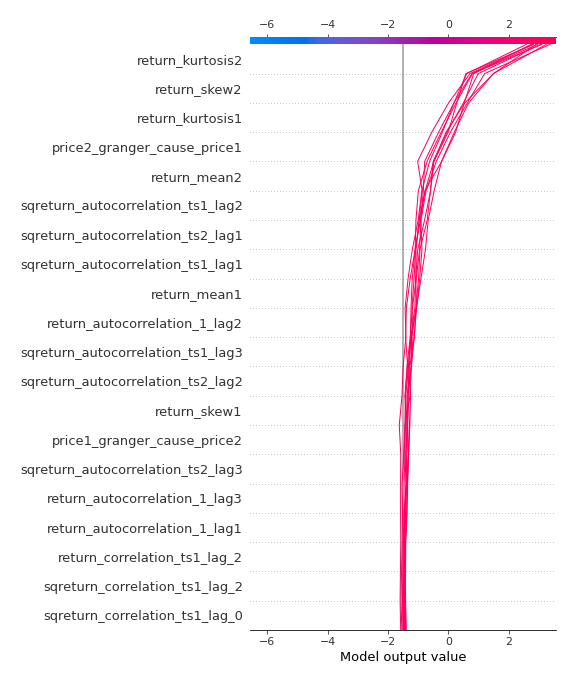 −6 −4 −2 0 2
return_kurtosis2
return_skew2
return_kurtosis1
price2_granger_cause_price1
return_mean2
sqreturn_autocorrelation_ts1_lag2
sqreturn_autocorrelation_ts2_lag1
sqreturn_autocorrelation_ts1_lag1
return_mean1
return_autocorrelation_1_lag2
sqreturn_autocorrelation_ts1_lag3
sqreturn_autocorrelation_ts2_lag2
return_skew1
price1_granger_cause_price2
sqreturn_autocorrelation_ts2_lag3
return_autocorrelation_1_lag3
return_autocorrelation_1_lag1
return_correlation_ts1_lag_2
sqreturn_correlation_ts1_lag_2
sqreturn_correlation_ts1_lag_0
−6 −4 −2 0 2
Model output value